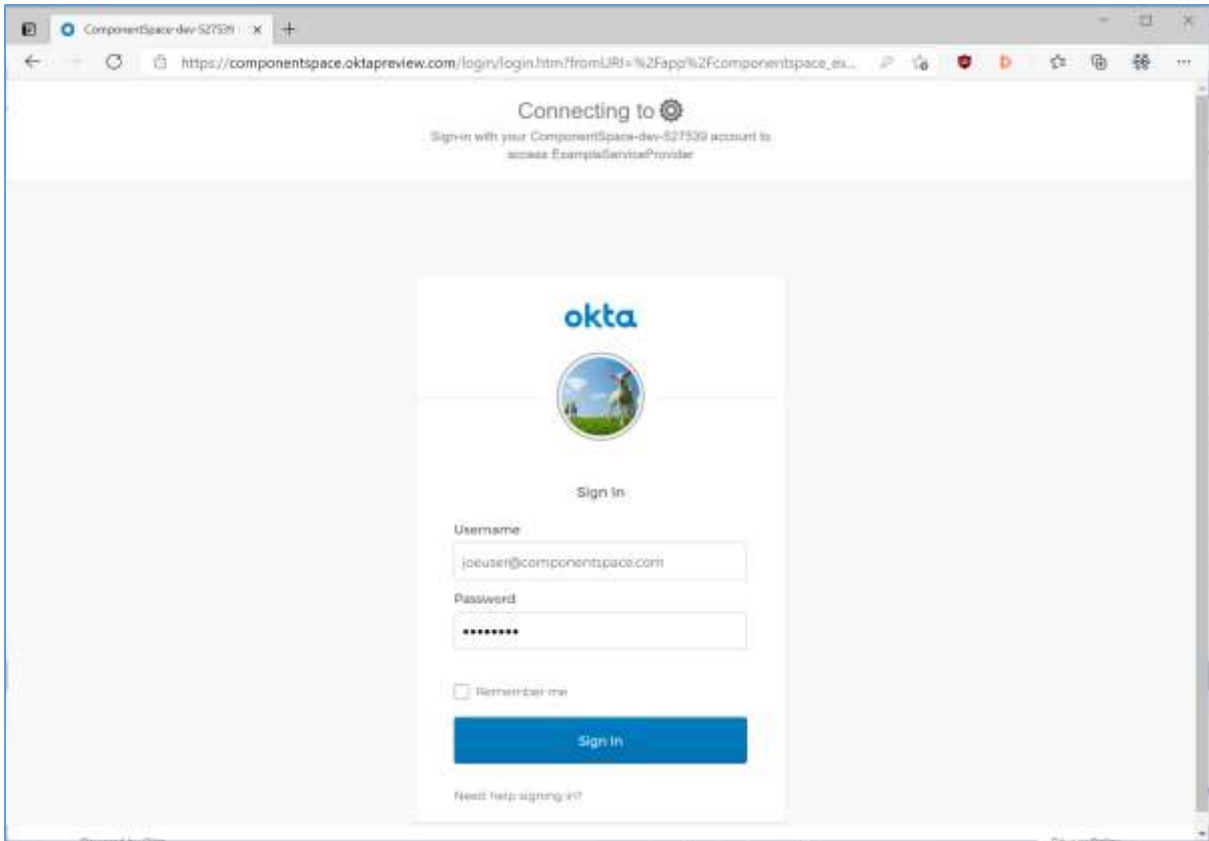 ComponentSpace-dev-527539
https://componentspace.oktapreview.com/login/login.htm?fromURI=%2Fapp%2Fcomponentspace_ex...
Connecting to
Sign-in with your ComponentSpace-dev-527539 account to
access ExampleServiceProvider
okta
Sign In
Username
joeuser@componentspace.com
Password
Remember me
Sign In
Need help signing in?